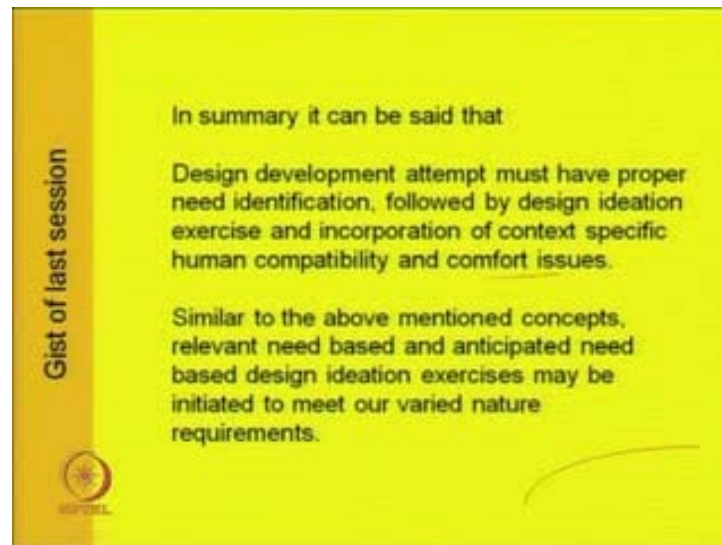 Gist of last session
In summary it can be said that
Design development attempt must have proper
need identification, followed by design ideation
exercise and incorporation of context specific
human compatibility and comfort issues.
Similar to the above mentioned concepts,
relevant need based and anticipated need
based design ideation exercises may be
initiated to meet our varied nature
requirements.
NPTEL